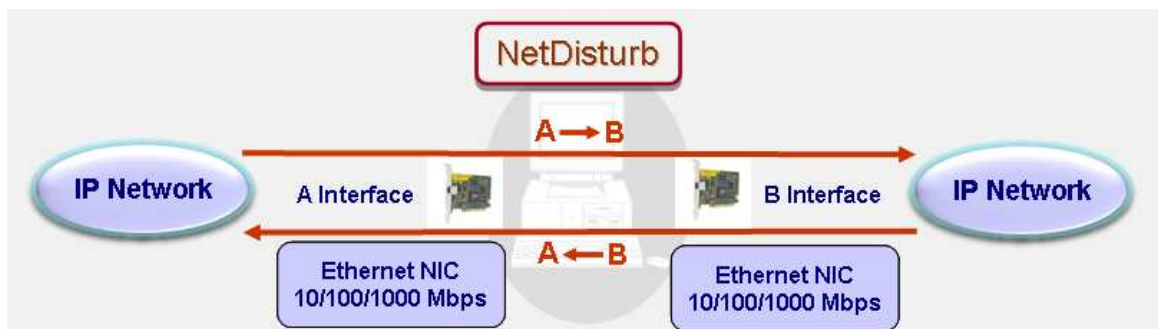 NetDisturb
A → B
IP Network
A Interface
B Interface
IP Network
A ← B
Ethernet NIC
10/100/1000 Mbps
Ethernet NIC
10/100/1000 Mbps